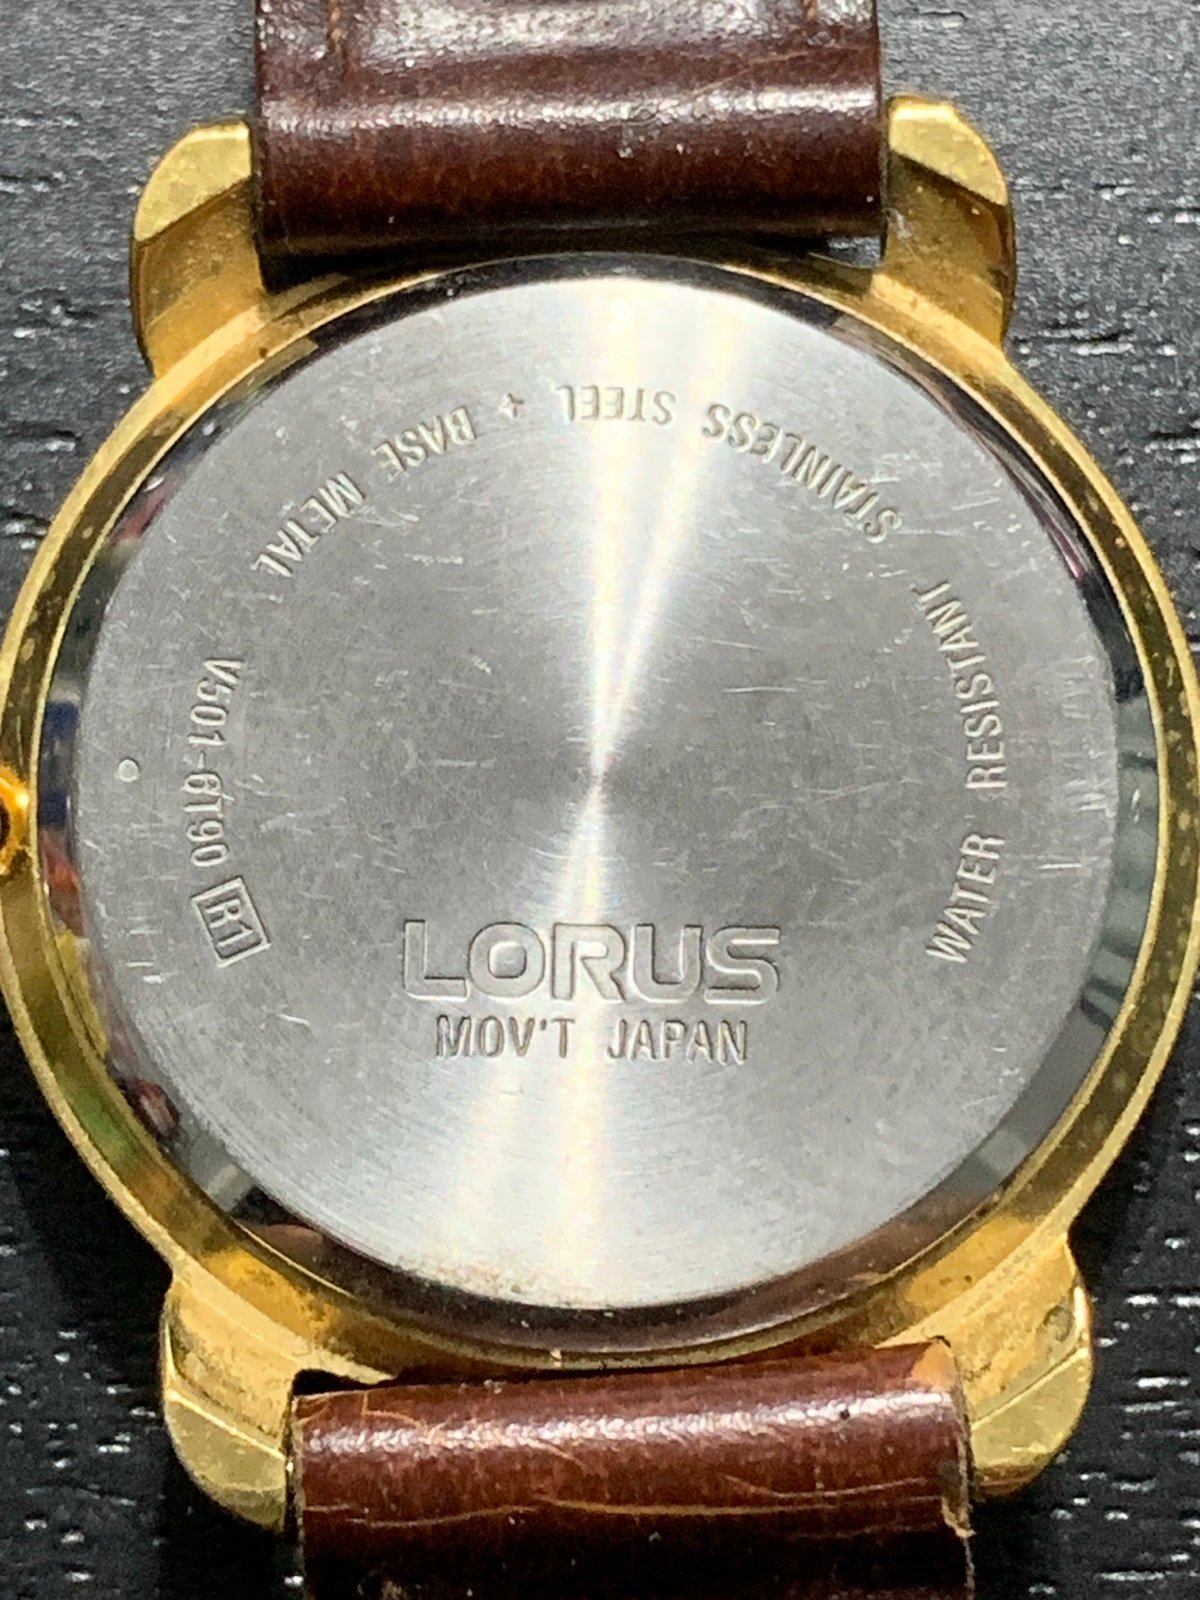 STAINLESS STEEL + BASE METAL
V501-6T90 R1
WATER RESISTANT
LORUS
MOV'T JAPAN